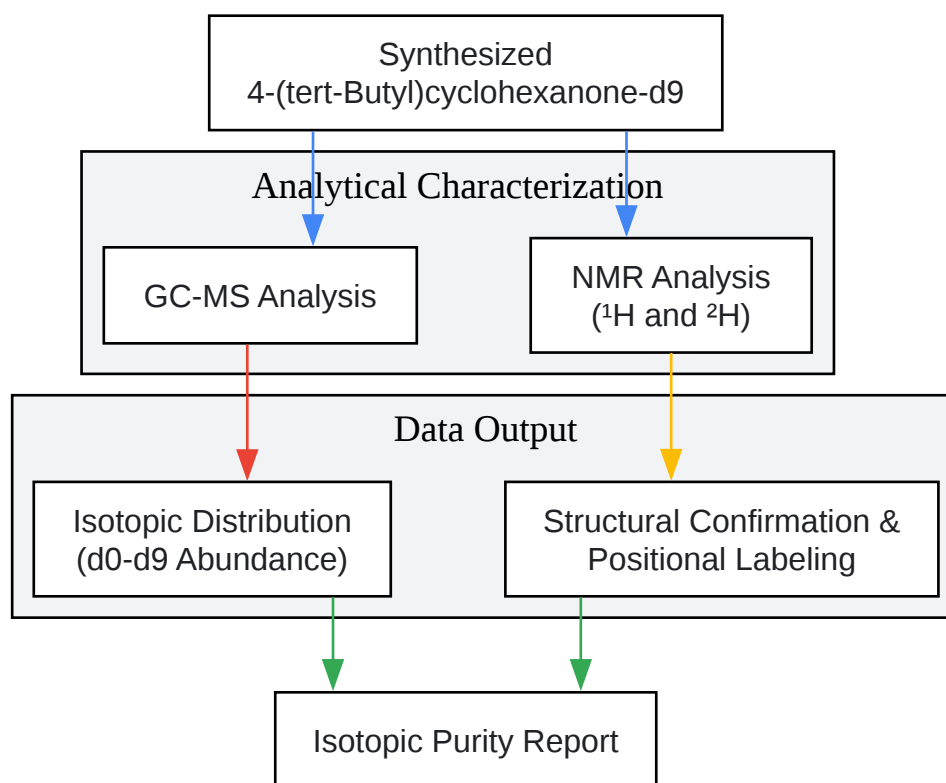 Synthesized
4-(tert-Butyl)cyclohexanone-d9
Analytical Characterization
GC-MS Analysis
NMR Analysis
(¹H and ²H)
Data Output
Isotopic Distribution
(d0-d9 Abundance)
Structural Confirmation &
Positional Labeling
Isotopic Purity Report